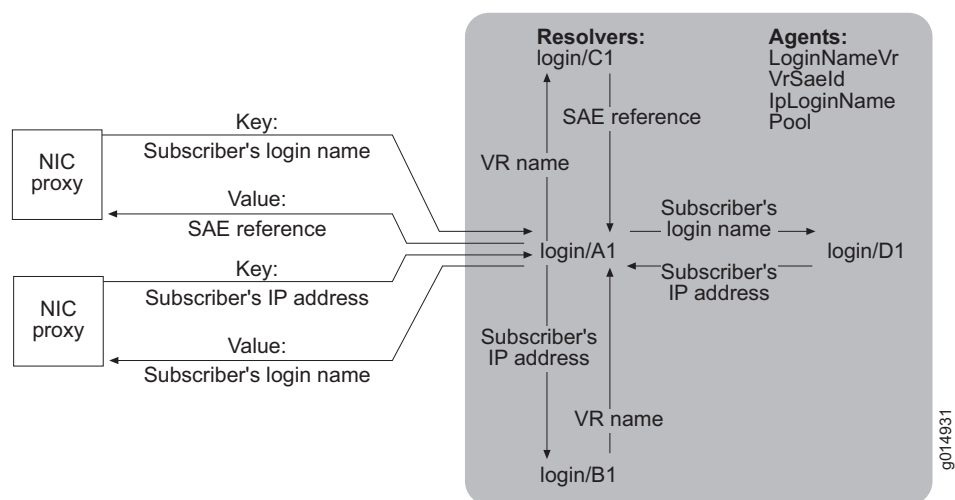 Resolvers:
login/C1
Agents:
LoginNameVr
VrSaeId
IpLoginName
Pool
SAE reference
VR name
NIC
proxy
Key:
Subscriber's login name
Value:
SAE reference
NIC
proxy
Key:
Subscriber's IP address
Value:
Subscriber's login name
login/A1
Subscriber's
login name
login/D1
Subscriber's
IP address
Subscriber's
IP address
VR name
login/B1
g014931